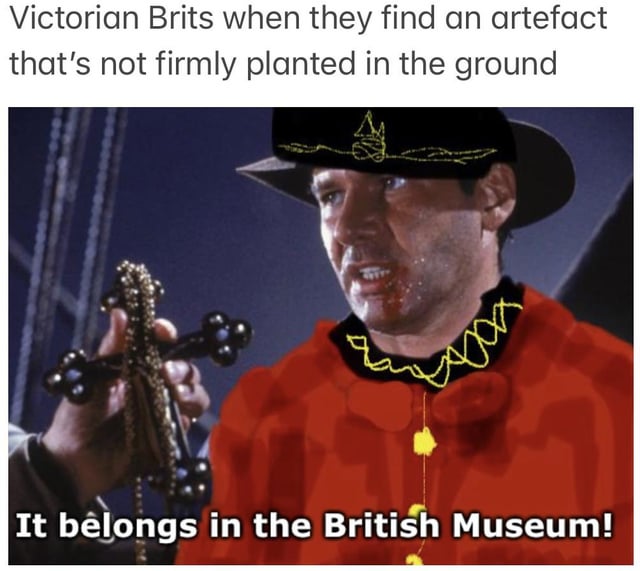 Victorian Brits when they find an artefact
that's not firmly planted in the ground
It belongs in the British Museum!